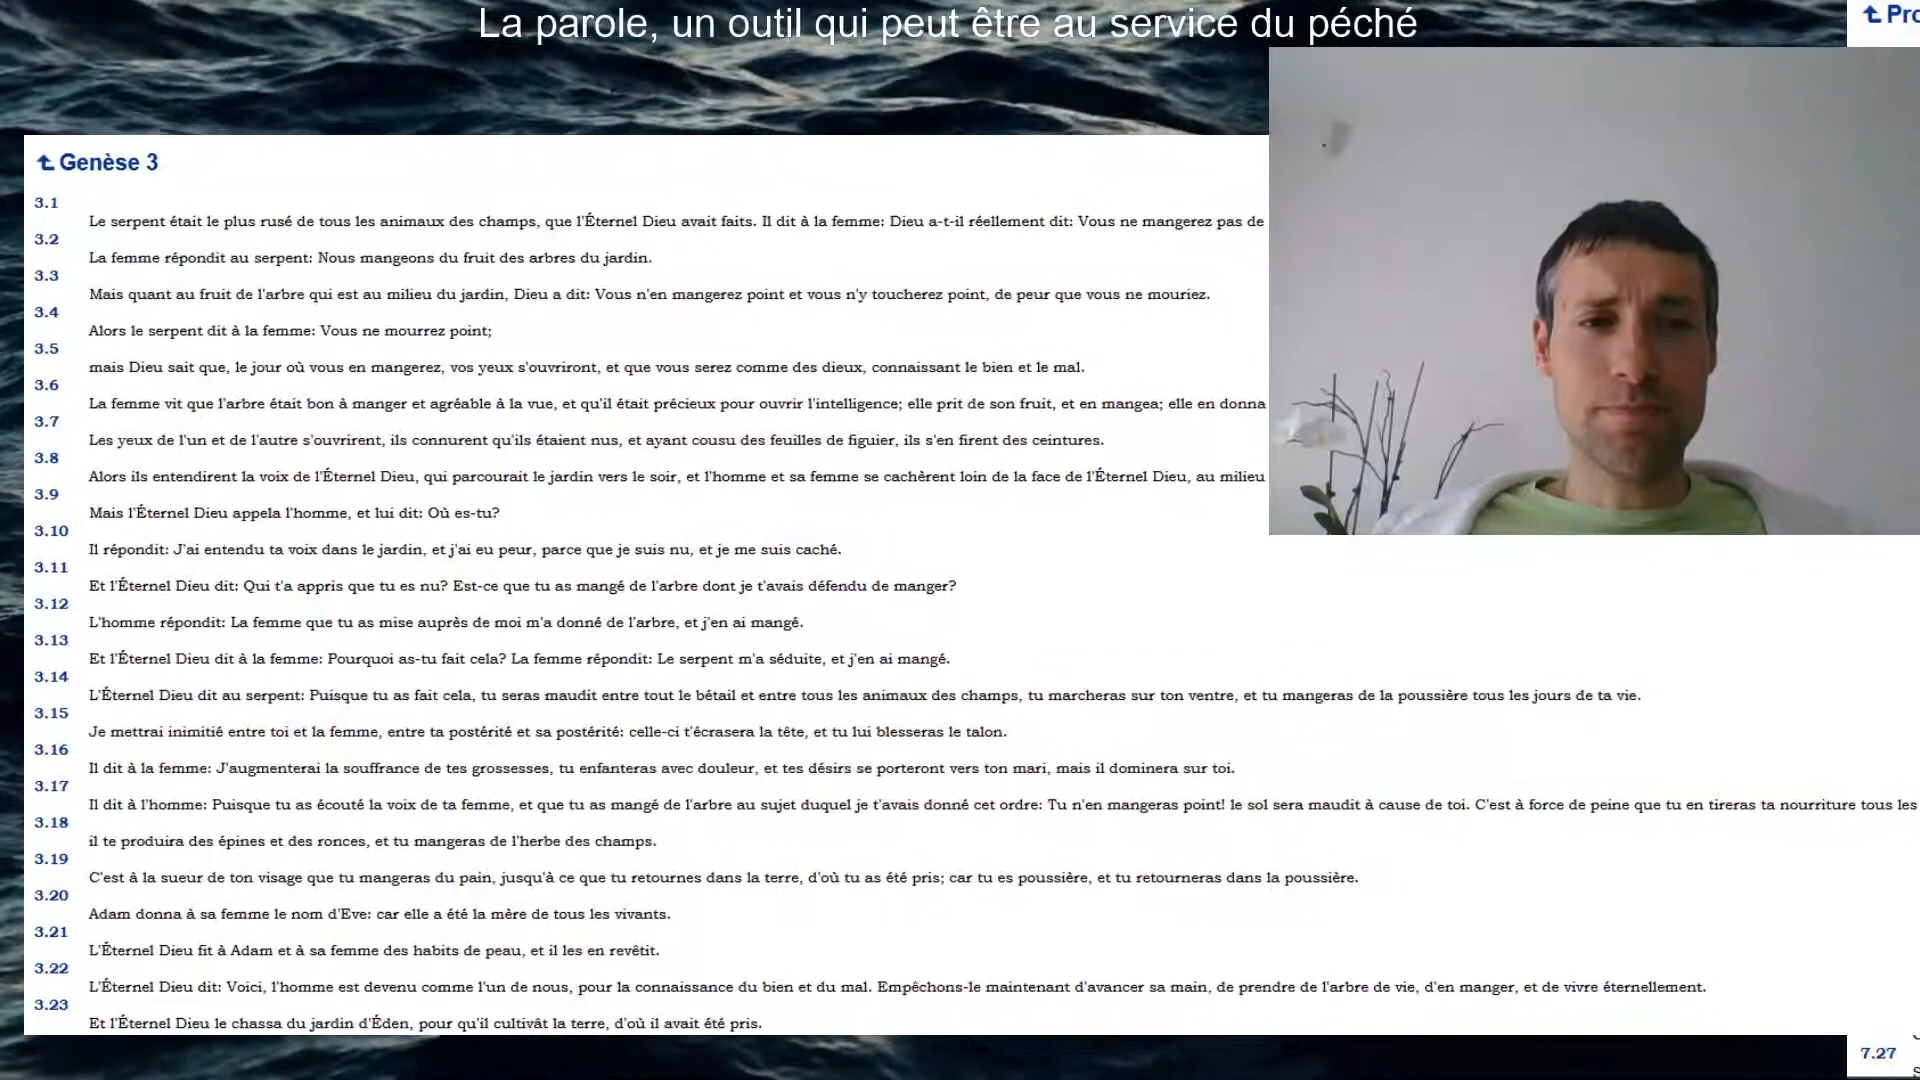 La parole, un outil qui peut être au service du péché
Genèse 3
3.1
Le serpent était le plus rusé de tous les animaux des champs, que l'Éternel Dieu avait faits. Il dit à la femme: Dieu a-t-il réellement dit: Vous ne mangerez pas de
3.2
La femme répondit au serpent: Nous mangeons du fruit des arbres du jardin.
3.3
Mais quant au fruit de l'arbre qui est au milieu du jardin, Dieu a dit: Vous n'en mangerez point et vous n'y toucherez point, de peur que vous ne mouriez.
3.4
Alors le serpent dit à la femme: Vous ne mourrez point;
3.5
mais Dieu sait que, le jour où vous en mangerez, vos yeux s'ouvriront, et que vous serez comme des dieux, connaissant le bien et le mal.
3.6
La femme vit que l'arbre était bon à manger et agréable à la vue, et qu'il était précieux pour ouvrir l'intelligence; elle prit de son fruit, et en mangea; elle en donna
3.7
Les yeux de l'un et de l'autre s'ouvrirent, ils connurent qu'ils étaient nus, et ayant cousu des feuilles de figuier, ils s'en firent des ceintures.
3.8
Alors ils entendirent la voix de l'Éternel Dieu, qui parcourait le jardin vers le soir, et l'homme et sa femme se cachèrent loin de la face de l'Éternel Dieu, au milieu
3.9
Mais l'Éternel Dieu appela l'homme, et lui dit: Où es-tu?
3.10
Il répondit: J'ai entendu ta voix dans le jardin, et j'ai eu peur, parce que je suis nu, et je me suis caché.
3.11
Et l'Éternel Dieu dit: Qui t'a appris que tu es nu? Est-ce que tu as mangé de l'arbre dont je t'avais défendu de manger?
3.12
L'homme répondit: La femme que tu as mise auprès de moi m'a donné de l'arbre, et j'en ai mangé.
3.13
Et l'Éternel Dieu dit à la femme: Pourquoi as-tu fait cela? La femme répondit: Le serpent m'a séduite, et j'en ai mangé.
3.14
L'Éternel Dieu dit au serpent: Puisque tu as fait cela, tu seras maudit entre tout le bétail et entre tous les animaux des champs, tu marcheras sur ton ventre, et tu mangeras de la poussière tous les jours de ta vie.
3.15
Je mettrai inimitié entre toi et la femme, entre ta postérité et sa postérité: celle-ci t'écrasera la tête, et tu lui blesseras le talon.
3.16
Il dit à la femme: J'augmenterai la souffrance de tes grossesses, tu enfanteras avec douleur, et tes désirs se porteront vers ton mari, mais il dominera sur toi.
3.17
Il dit à l'homme: Puisque tu as écouté la voix de ta femme, et que tu as mangé de l'arbre au sujet duquel je t'avais donné cet ordre: Tu n'en mangeras point! le sol sera maudit à cause de toi. C'est à force de peine que tu en tireras ta nourriture tous les
3.18
il te produira des épines et des ronces, et tu mangeras de l'herbe des champs.
3.19
C'est à la sueur de ton visage que tu mangeras du pain, jusqu'à ce que tu retournes dans la terre, d'où tu as été pris; car tu es poussière, et tu retourneras dans la poussière.
3.20
Adam donna à sa femme le nom d'Eve: car elle a été la mère de tous les vivants.
3.21
L'Éternel Dieu fit à Adam et à sa femme des habits de peau, et il les en revêtit.
3.22
L'Éternel Dieu dit: Voici, l'homme est devenu comme l'un de nous, pour la connaissance du bien et du mal. Empêchons-le maintenant d'avancer sa main, de prendre de l'arbre de vie, d'en manger, et de vivre éternellement.
3.23
Et l'Éternel Dieu le chassa du jardin d'Éden, pour qu'il cultivât la terre, d'où il avait été pris.
7.27